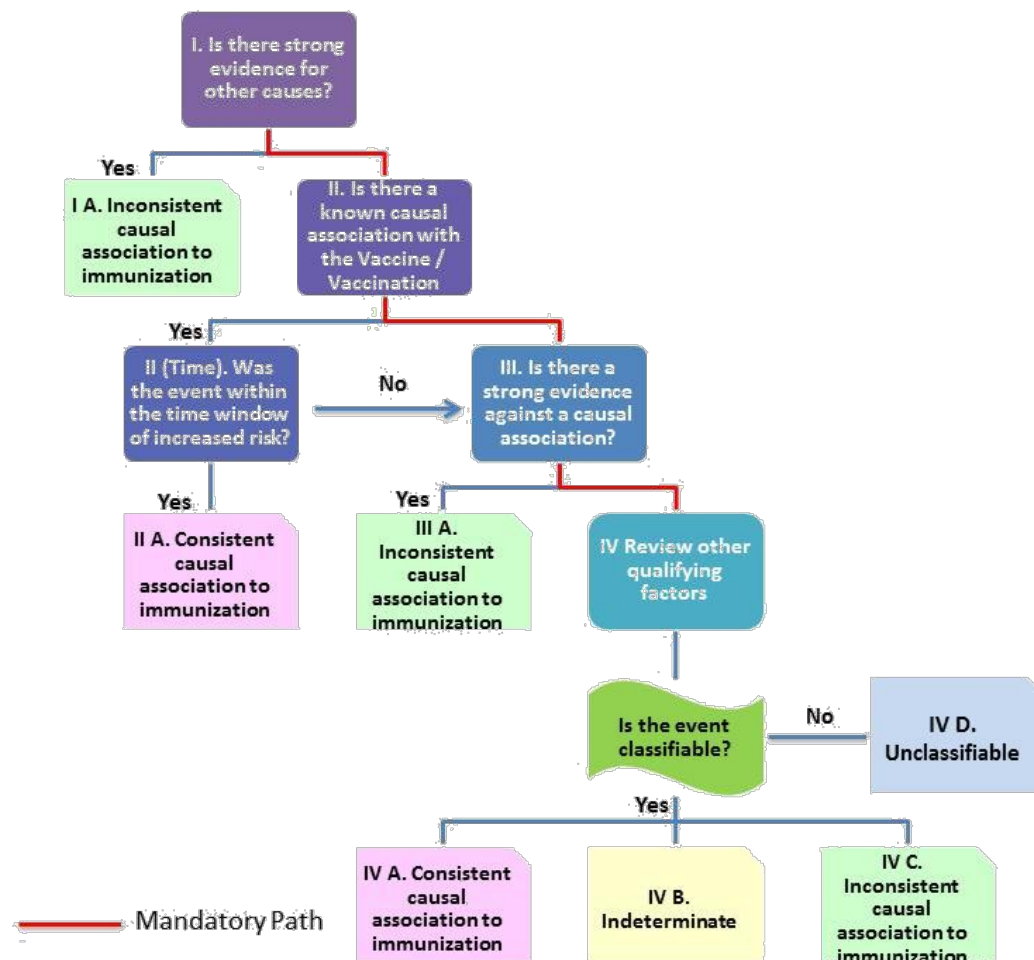 I. Is there strong
evidence for
other causes?
Yes
I A. Inconsistent
causal
association to
immunization
II. Is there a
known causal
association with
the Vaccine /
Vaccination
Yes
II (Time). Was
the event within
the time window
of increased risk?
No
III. Is there a
strong evidence
against a causal
association?
Yes
II A. Consistent
causal
association to
immunization
Yes
III A.
Inconsistent
causal
association to
immunization
IV Review other
qualifying
factors
Is the event
classifiable?
No
IV D.
Unclassifiable
Yes
IV A. Consistent
causal
association to
immunization
IV B.
Indeterminate
IV C.
Inconsistent
causal
association to
immunization
Mandatory Path